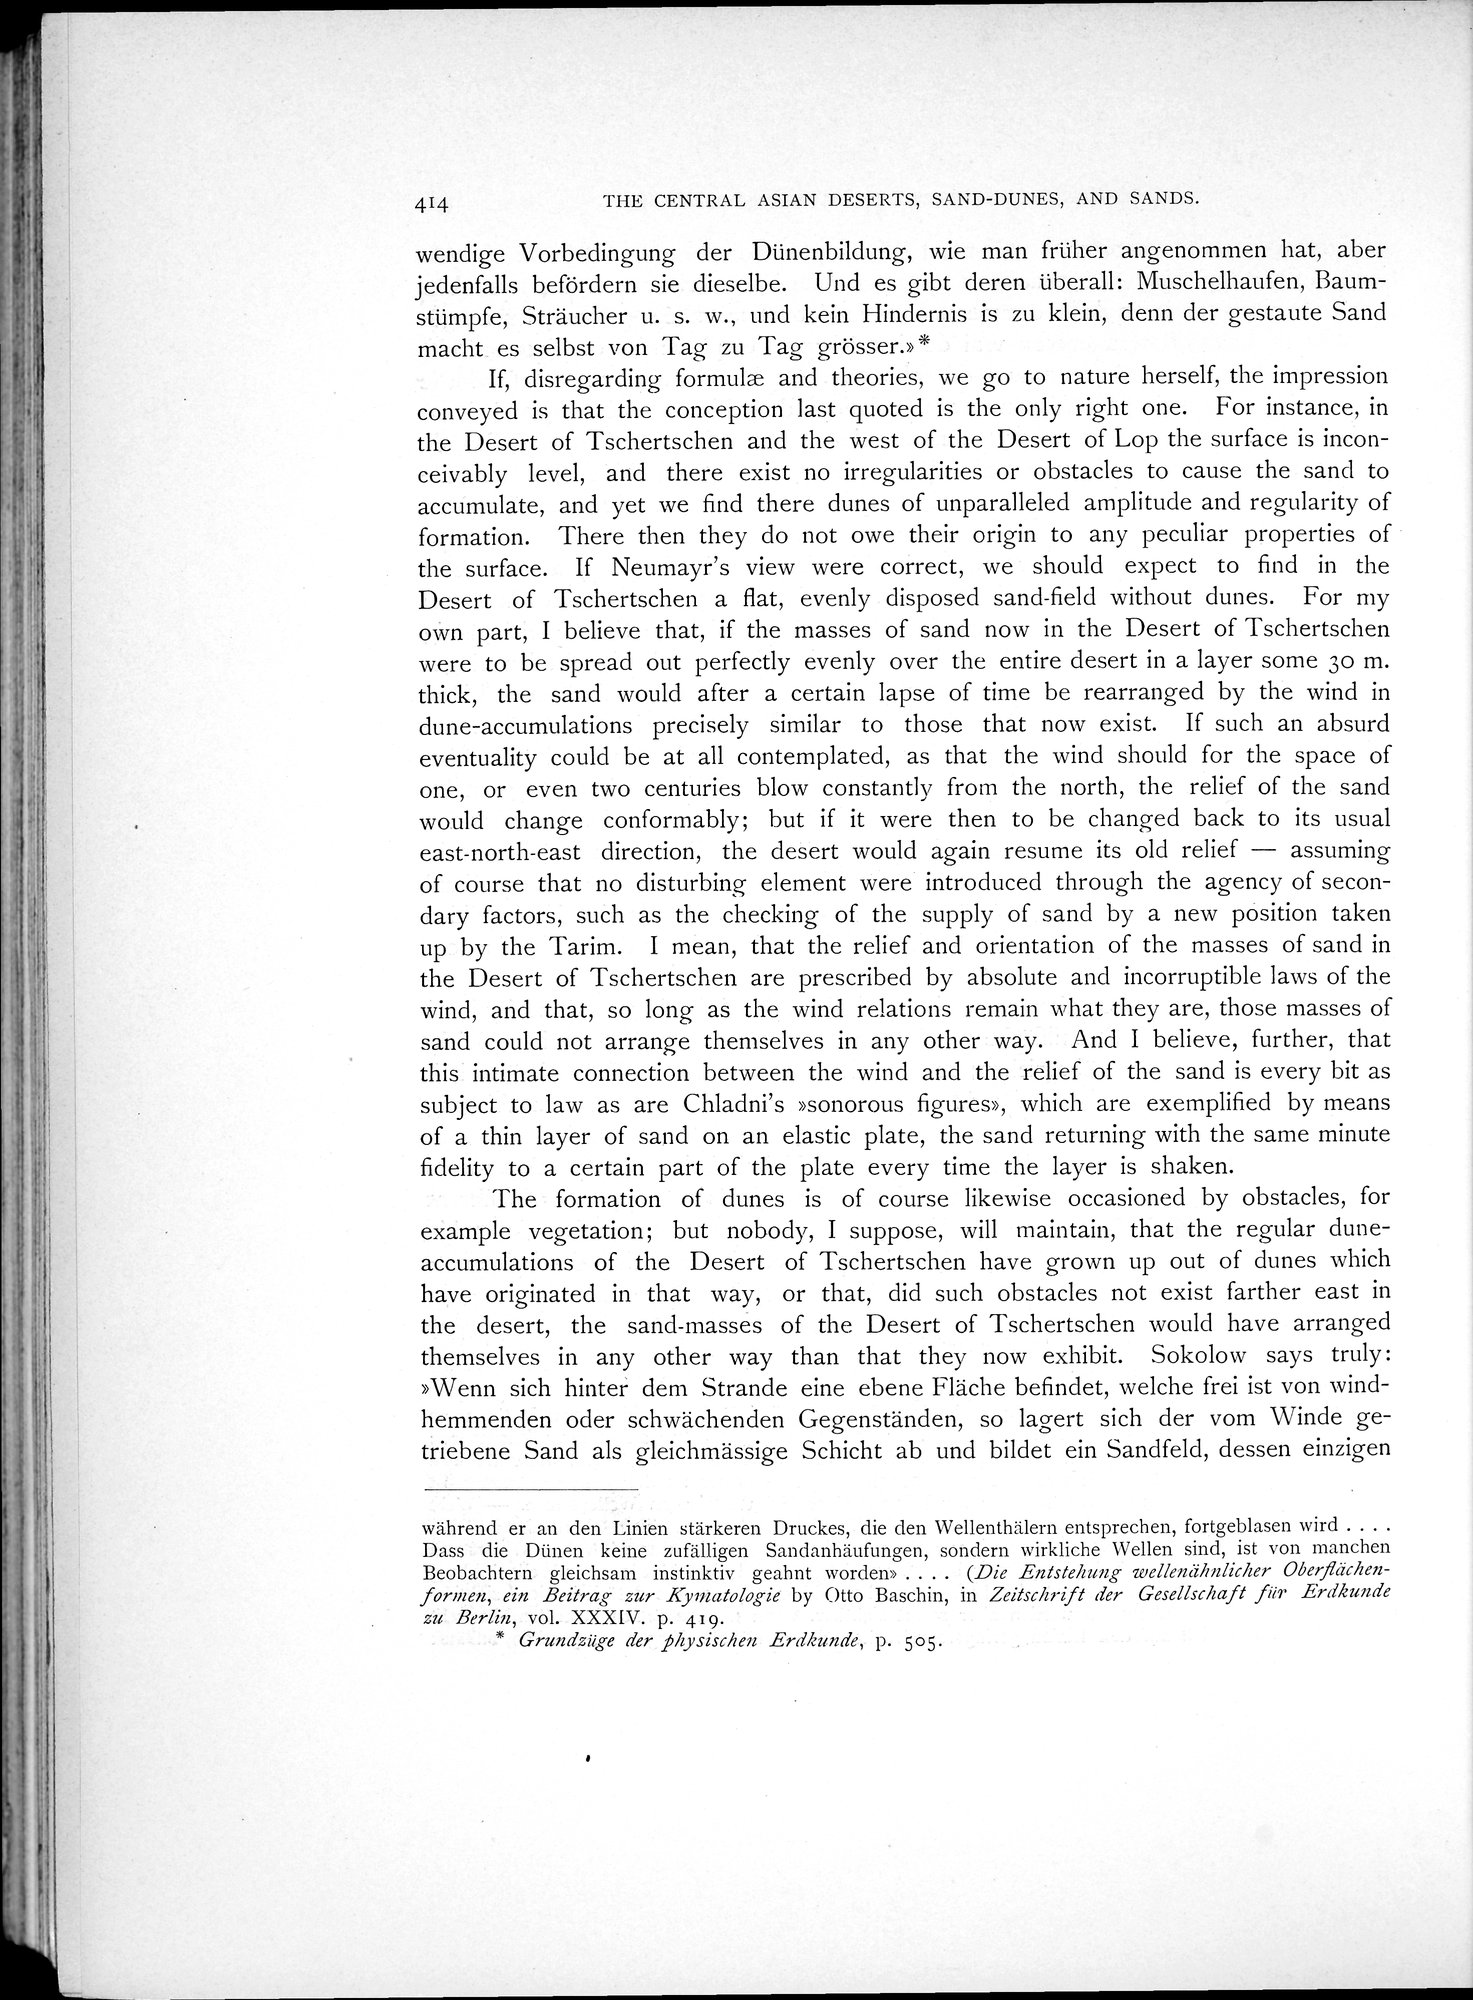 414 THE CENTRAL ASIAN DESERTS, SAND-DUNES, AND SANDS.
wendige Vorbedingung der Dünenbildung, wie man früher angenommen hat, aber
jedenfalls befördern sie dieselbe. Und es gibt deren überall: Muschelhaufen, Baum-
stümpfe, Sträucher u. s. w., und kein Hindernis is zu klein, denn der gestaute Sand
macht es selbst von Tag zu Tag grösser.»*
If, disregarding formulæ and theories, we go to nature herself, the impression
conveyed is that the conception last quoted is the only right one. For instance, in
the Desert of Tschertschen and the west of the Desert of Lop the surface is incon-
ceivably level, and there exist no irregularities or obstacles to cause the sand to
accumulate, and yet we find there dunes of unparalleled amplitude and regularity of
formation. There then they do not owe their origin to any peculiar properties of
the surface. If Neumayr's view were correct, we should expect to find in the
Desert of Tschertschen a flat, evenly disposed sand-field without dunes. For my
own part, I believe that, if the masses of sand now in the Desert of Tschertschen
were to be spread out perfectly evenly over the entire desert in a layer some 30 m.
thick, the sand would after a certain lapse of time be rearranged by the wind in
dune-accumulations precisely similar to those that now exist. If such an absurd
eventuality could be at all contemplated, as that the wind should for the space of
one, or even two centuries blow constantly from the north, the relief of the sand
would change conformably; but if it were then to be changed back to its usual
east-north-east direction, the desert would again resume its old relief — assuming
of course that no disturbing element were introduced through the agency of secon-
dary factors, such as the checking of the supply of sand by a new position taken
up by the Tarim. I mean, that the relief and orientation of the masses of sand in
the Desert of Tschertschen are prescribed by absolute and incorruptible laws of the
wind, and that, so long as the wind relations remain what they are, those masses of
sand could not arrange themselves in any other way. And I believe, further, that
this intimate connection between the wind and the relief of the sand is every bit as
subject to law as are Chladni's »sonorous figures», which are exemplified by means
of a thin layer of sand on an elastic plate, the sand returning with the same minute
fidelity to a certain part of the plate every time the layer is shaken.
The formation of dunes is of course likewise occasioned by obstacles, for
example vegetation; but nobody, I suppose, will maintain, that the regular dune-
accumulations of the Desert of Tschertschen have grown up out of dunes which
have originated in that way, or that, did such obstacles not exist farther east in
the desert, the sand-masses of the Desert of Tschertschen would have arranged
themselves in any other way than that they now exhibit. Sokolow says truly:
»Wenn sich hinter dem Strande eine ebene Fläche befindet, welche frei ist von wind-
hemmenden oder schwächenden Gegenständen, so lagert sich der vom Winde ge-
triebene Sand als gleichmässige Schicht ab und bildet ein Sandfeld, dessen einzigen
während er an den Linien stärkeren Druckes, die den Wellenthälern entsprechen, fortgeblasen wird . . . .
Dass die Dünen keine zufälligen Sandanhäufungen, sondern wirkliche Wellen sind, ist von manchen
Beobachtern gleichsam instinktiv geahnt worden» . . . . (Die Entstehung wellenähnlicher Oberflächen-
formen, ein Beitrag zur Kymatologie by Otto Baschin, in Zeitschrift der Gesellschaft für Erdkunde
zu Berlin, vol. XXXIV. p. 419.
* Grundzüge der physischen Erdkunde, p. 505.